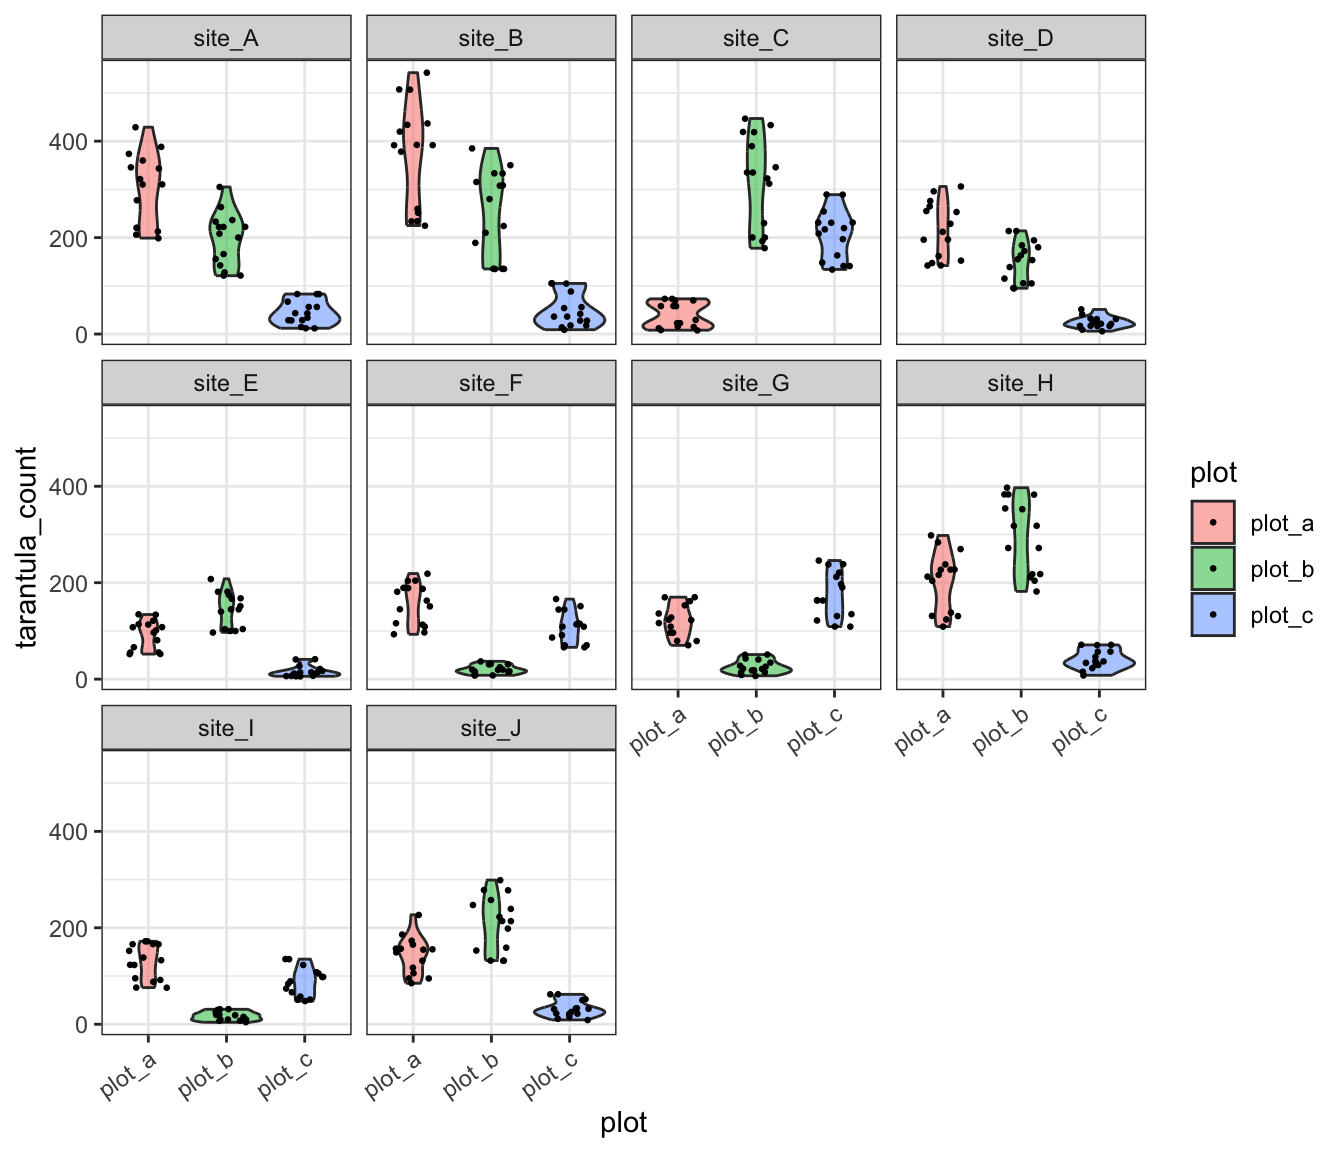 site_A site_B site_C site_D
400
200
0
site_E site_F site_G site_H
tarantula_count
400
200
0
plot_a plot_b plot_c plot_a plot_b plot_c
site_I site_J
400
200
0
plot_a plot_b plot_c plot_a plot_b plot_c
plot
plot
plot_a
plot_b
plot_c